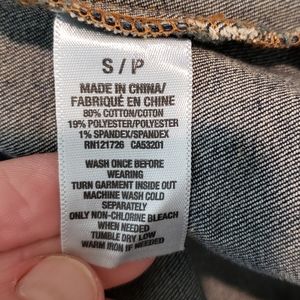 S / P
MADE IN CHINA/
FABRIQUÉ EN CHINE
80% COTTON/COTON
19% POLYESTER/POLYESTER
1% SPANDEX/SPANDEX
RN121726 CA53201
WASH ONCE BEFORE
WEARING
TURN GARMENT INSIDE OUT
MACHINE WASH COLD
SEPARATELY
ONLY NON-CHLORINE BLEACH
WHEN NEEDED
TUMBLE DRY LOW
WARM IRON IF NEEDED